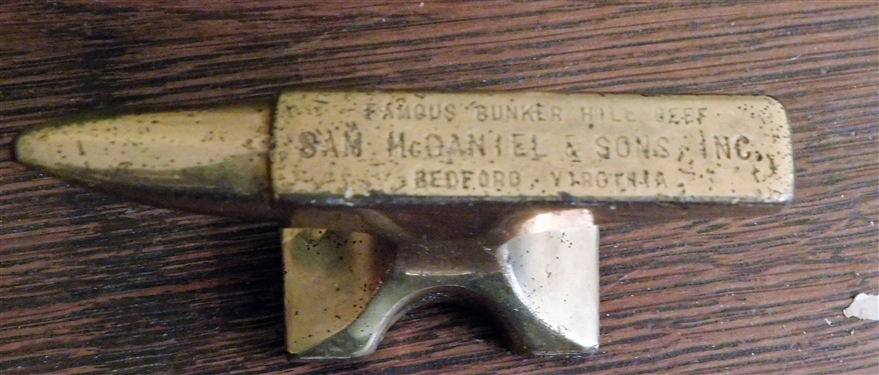 FAMOUS BUNKER HILL BEEF
SAM McDANIEL & SONS, INC.
BEDFORD VIRGINIA